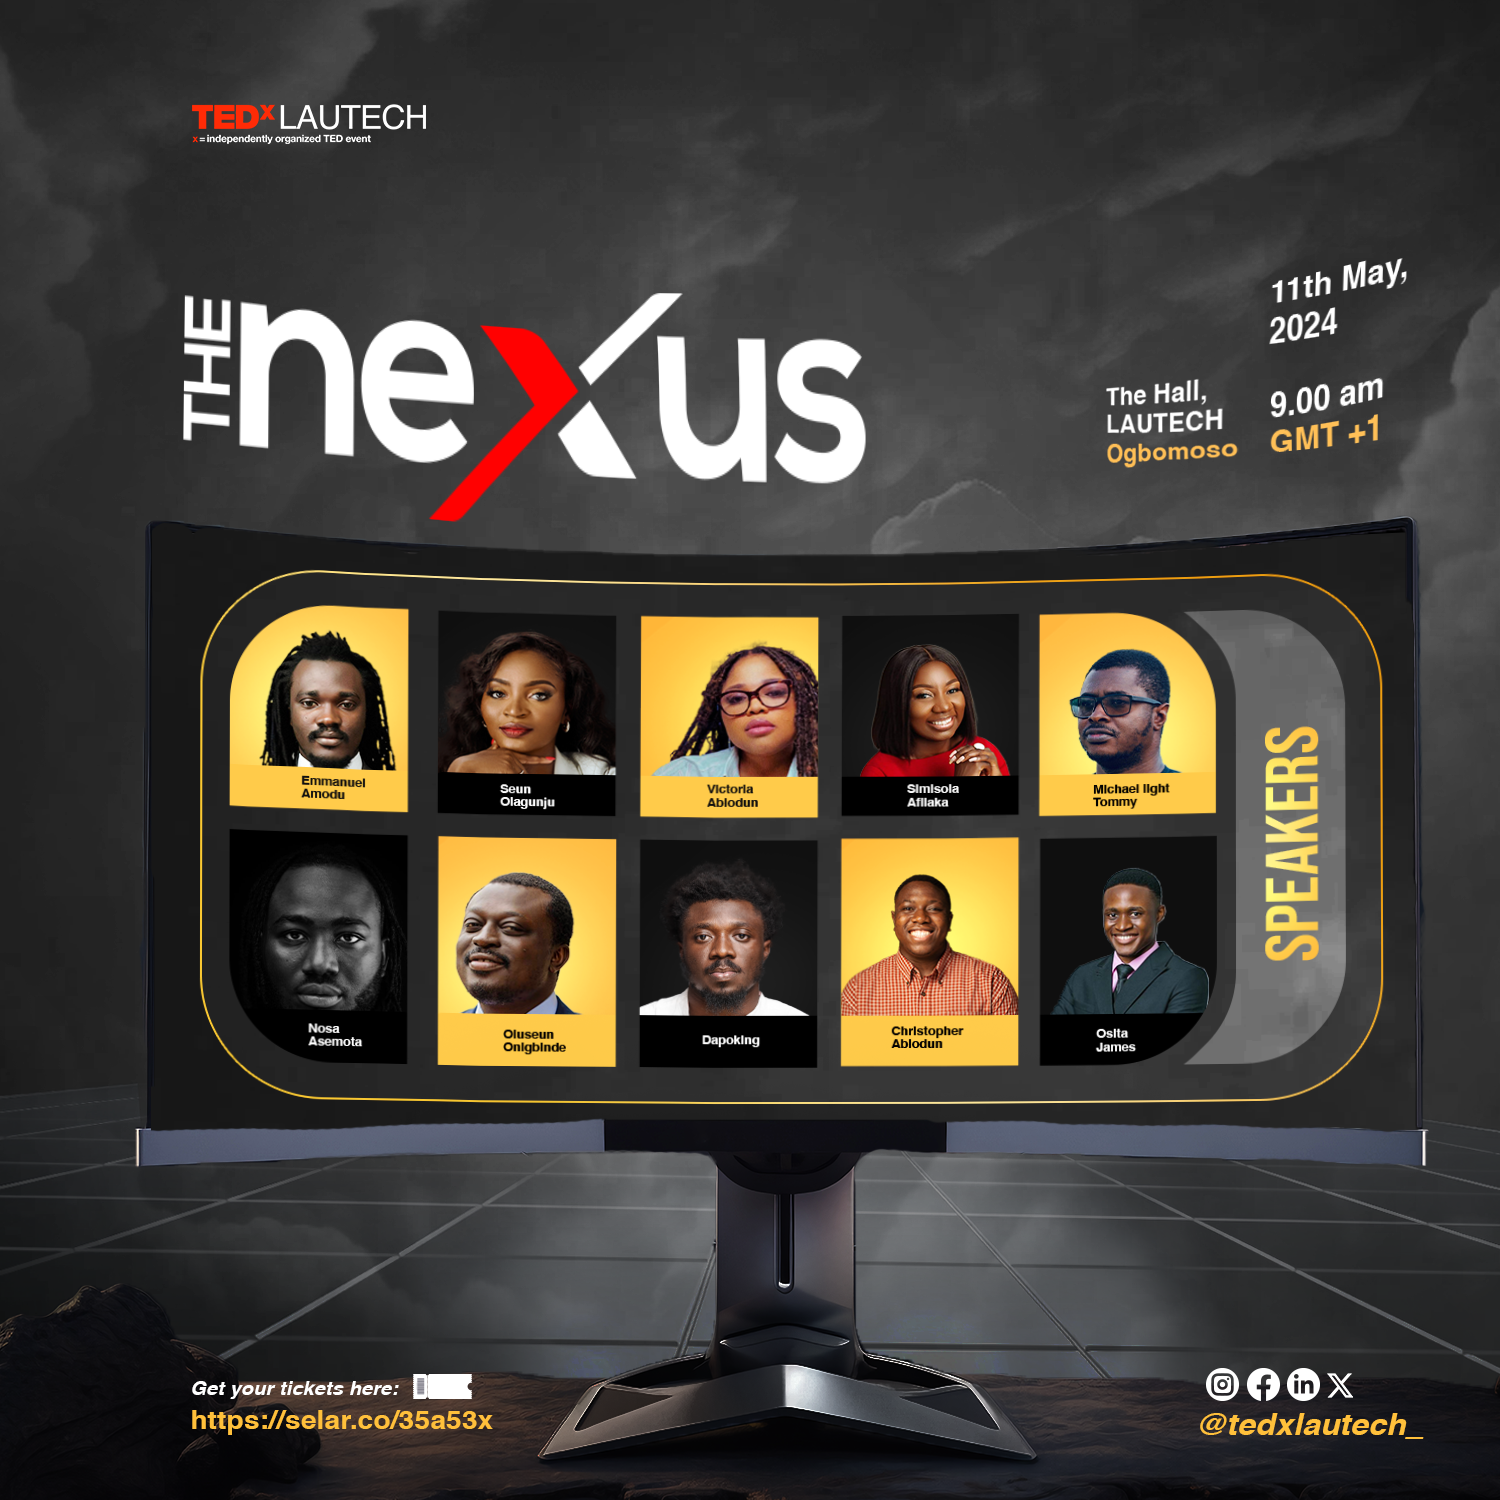 TEDx LAUTECH
x = independently organized TED event
THE nexus
11th May,
2024
9.00 am
GMT +1
The Hall,
LAUTECH
Ogbomoso
Emmanuel
Amodu
Seun
Olagunju
Victoria
Abiodun
Simisola
Afilaka
Michael light
Tommy
Nosa
Asemota
Oluseun
Onigbinde
Dapoking
Christopher
Abiodun
Osita
James
SPEAKERS
Get your tickets here:
https://selar.co/35a53x
@tedxlautech_